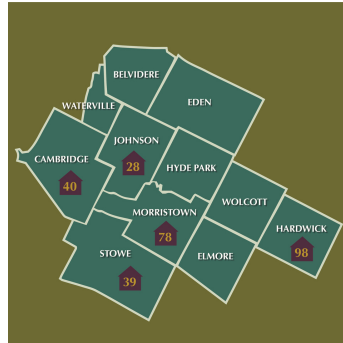 BELVIDERE
EDEN
WATERVILLE
JOHNSON
28
HYDE PARK
CAMBRIDGE
40
WOLCOTT
MORRISTOWN
78
HARDWICK
98
STOWE
39
ELMORE